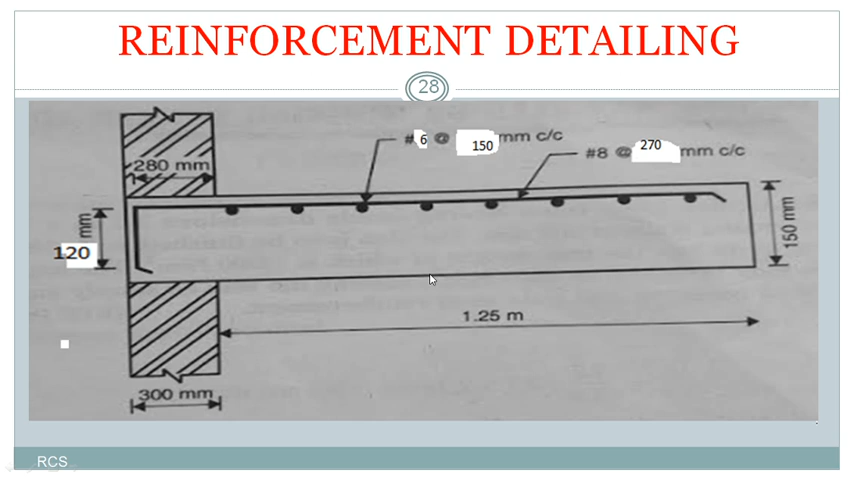 REINFORCEMENT DETAILING
28
#6 @ 150 mm c/c
#8 @ 270 mm c/c
280 mm
mm
120
150 mm
1.25 m
300 mm
RCS